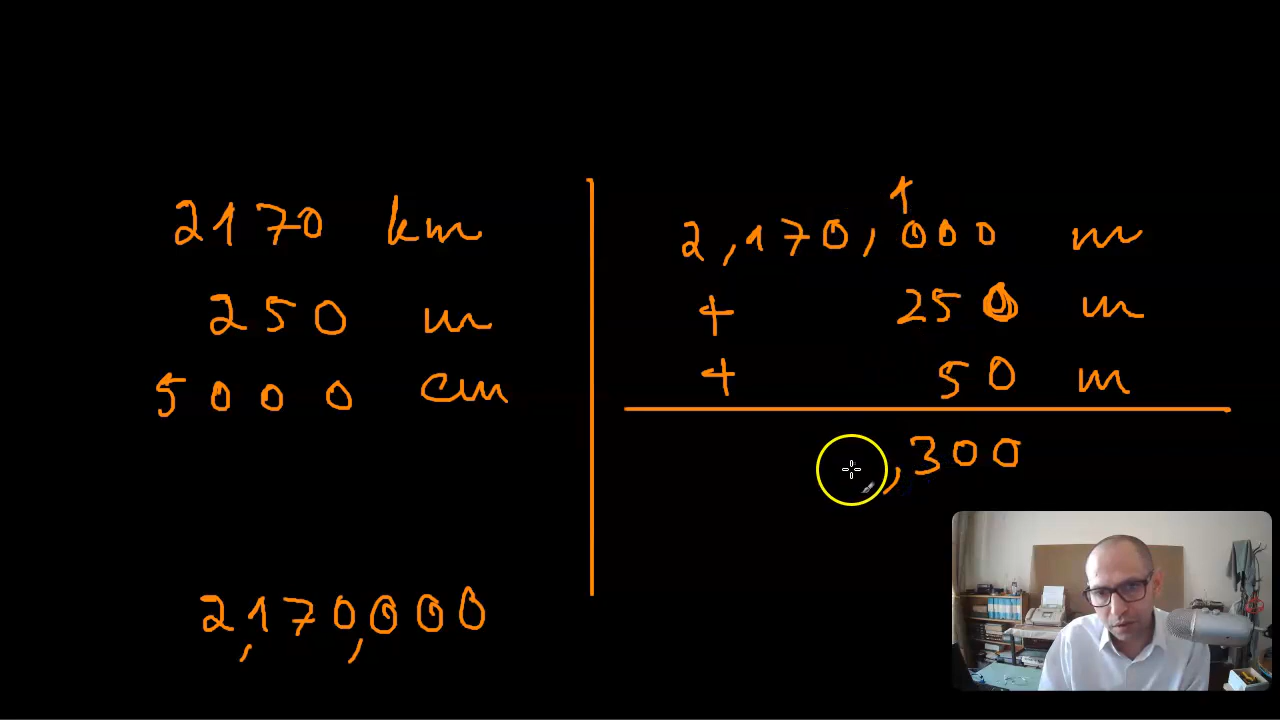 2170 km
250 m
5000 cm
2,170,000
1
2,170,000 m
+ 250 m
+ 50 m
,300